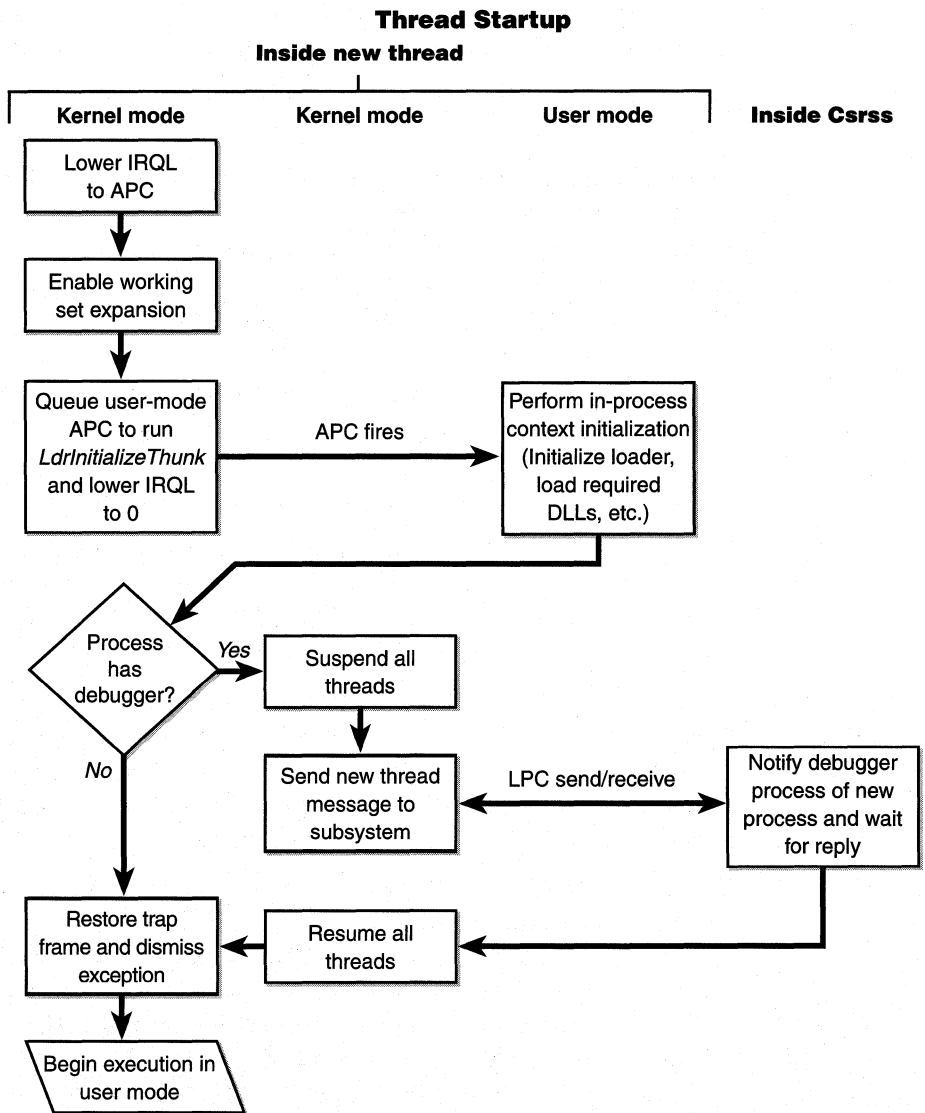 Thread Startup
Inside new thread
Kernel mode
Kernel mode
User mode
Inside Csrss
Lower IRQL
to APC
Enable working
set expansion
Queue user-mode
APC to run
LdrInitializeThunk
and lower IRQL
to 0
APC fires
Perform in-process
context initialization
(Initialize loader,
load required
DLLs, etc.)
Process
has
debugger?
Yes
Suspend all
threads
No
Send new thread
message to
subsystem
LPC send/receive
Notify debugger
process of new
process and wait
for reply
Restore trap
frame and dismiss
exception
Resume all
threads
Begin execution in
user mode